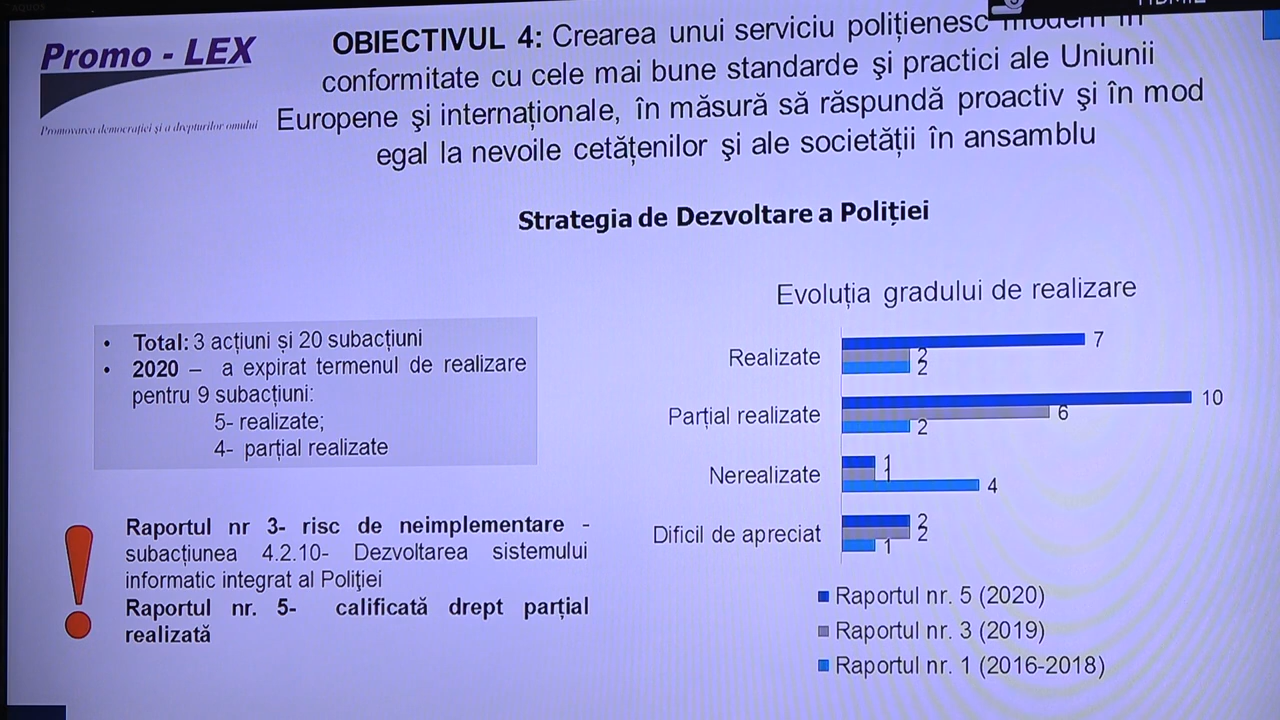 AQUOS
Promo - LEX
Promovarea democrației și a drepturilor omului
OBIECTIVUL 4: Crearea unui serviciu polițienesc modern în
conformitate cu cele mai bune standarde şi practici ale Uniunii
Europene şi internaționale, în măsură să răspundă proactiv şi în mod
egal la nevoile cetățenilor şi ale societății în ansamblu
Strategia de Dezvoltare a Poliției
• Total: 3 acțiuni și 20 subacțiuni
• 2020 – a expirat termenul de realizare
pentru 9 subacțiuni:
5- realizate;
4- parțial realizate
Raportul nr 3- risc de neimplementare -
subacțiunea 4.2.10- Dezvoltarea sistemului
informatic integrat al Poliţiei
Raportul nr. 5- calificată drept parțial
realizată
Evoluția gradului de realizare
Realizate
7
2
2
Parțial realizate
10
6
2
Nerealizate
1
1
4
Dificil de apreciat
2
2
1
Raportul nr. 5 (2020)
Raportul nr. 3 (2019)
Raportul nr. 1 (2016-2018)